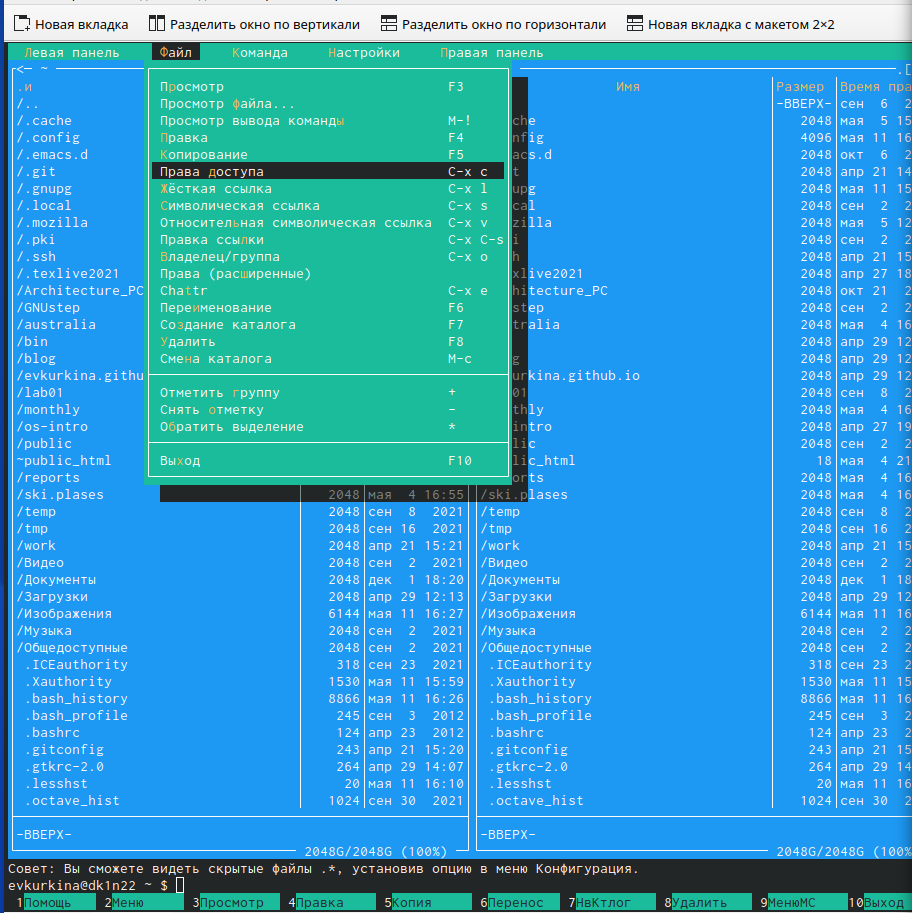 Новая вкладка Разделить окно по вертикали Разделить окно по горизонтали Новая вкладка с макетом 2×2
Левая панель Файл Команда Настройки Правая панель
<— ~ .[
.и Просмотр F3 Имя Размер Время пра
/.. Просмотр файла... -ВВЕРХ- сен 6 2
/.cache Просмотр вывода команды M-! che 2048 мая 5 15
/.config Правка F4 nfig 4096 мая 11 16
/.emacs.d Копирование F5 acs.d 2048 окт 6 2
/.git Права доступа C-x c t 2048 апр 21 14
/.gnupg Жёсткая ссылка C-x l upg 2048 мая 11 15
/.local Символическая ссылка C-x s cal 2048 сен 2 2
/.mozilla Относительная символическая ссылка C-x v zilla 2048 мая 5 12
/.pki Правка ссылки C-x C-s i 2048 сен 2 2
/.ssh Владелец/группа C-x o h 2048 апр 21 15
/.texlive2021 Права (расширенные) xlive2021 2048 апр 27 18
/Architecture_PC Chattr C-x e hitecture_PC 2048 окт 21 2
/GNUstep Переименование F6 step 2048 сен 2 2
/australia Создание каталога F7 tralia 2048 мая 4 16
/bin Удалить F8 2048 апр 29 12
/blog Смена каталога M-c g 2048 апр 29 12
/evkurkina.githu urkina.github.io 2048 апр 29 12
/lab01 Отметить группу + 01 2048 сен 8 2
/monthly Снять отметку - thly 2048 мая 4 16
/os-intro Обратить выделение * intro 2048 апр 27 19
/public lic 2048 сен 2 2
~public_html Выход F10 lic_html 18 мая 4 21
/reports orts 2048 мая 4 16
/ski.plases 2048 мая 4 16:55 /ski.plases 2048 мая 4 16
/temp 2048 сен 8 2021 /temp 2048 сен 8 2
/tmp 2048 сен 16 2021 /tmp 2048 сен 16 2
/work 2048 апр 21 15:21 /work 2048 апр 21 15
/Видео 2048 сен 2 2021 /Видео 2048 сен 2 2
/Документы 2048 дек 1 18:20 /Документы 2048 дек 1 18
/Загрузки 2048 апр 29 12:13 /Загрузки 2048 апр 29 12
/Изображения 6144 мая 11 16:27 /Изображения 6144 мая 11 16
/Музыка 2048 сен 2 2021 /Музыка 2048 сен 2 2
/Общедоступные 2048 сен 2 2021 /Общедоступные 2048 сен 2 2
.ICEauthority 318 сен 23 2021 .ICEauthority 318 сен 23 2
.Xauthority 1530 мая 11 15:59 .Xauthority 1530 мая 11 15
.bash_history 8866 мая 11 16:26 .bash_history 8866 мая 11 16
.bash_profile 245 сен 3 2012 .bash_profile 245 сен 3 2
.bashrc 124 апр 23 2012 .bashrc 124 апр 23 2
.gitconfig 243 апр 21 15:20 .gitconfig 243 апр 21 15
.gtkrc-2.0 264 апр 29 14:07 .gtkrc-2.0 264 апр 29 14
.lesshst 20 мая 11 16:10 .lesshst 20 мая 11 16
.octave_hist 1024 сен 30 2021 .octave_hist 1024 сен 30 2
-ВВЕРХ- -ВВЕРХ-
2048G/2048G (100%) 2048G/2048G (100%
Совет: Вы сможете видеть скрытые файлы .*, установив опцию в меню Конфигурация.
evkurkina@dk1n22 ~ $
1Помощь 2Меню 3Просмотр 4Правка 5Копия 6Перенос 7НвКтлог 8Удалить 9МенюМС 10Выход